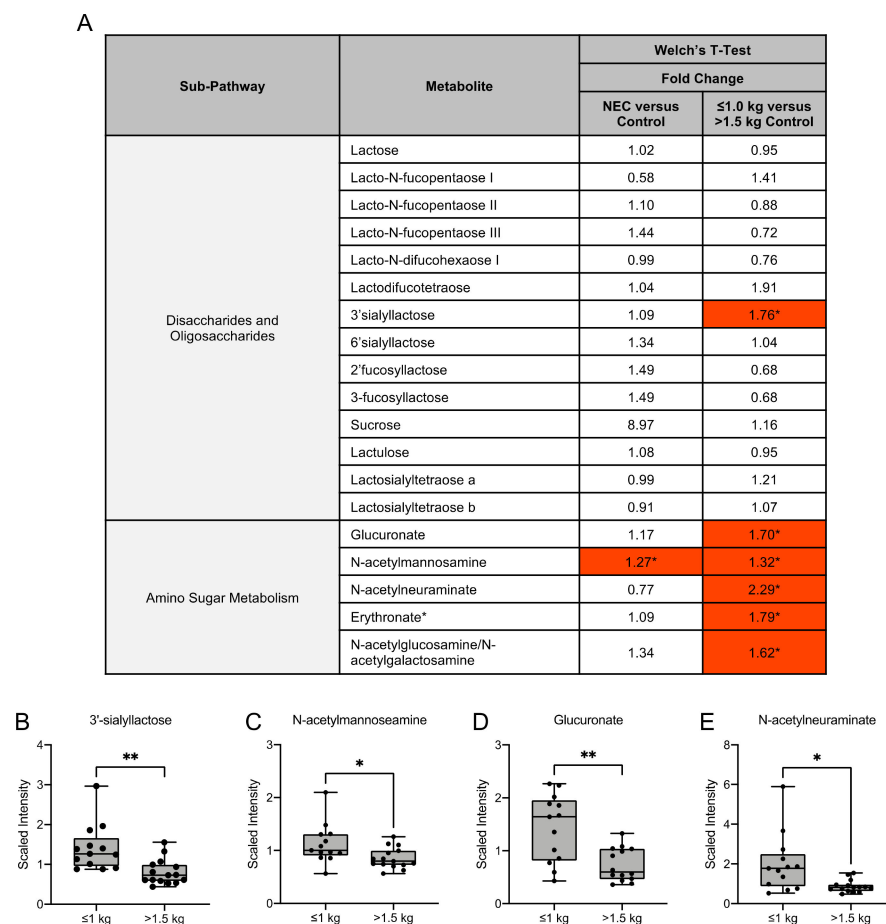 A
Welch's T-Test
Sub-Pathway Metabolite Fold Change
NEC versus Control ≤1.0 kg versus >1.5 kg Control
Disaccharides and Oligosaccharides
Lactose 1.02 0.95
Lacto-N-fucopentaose I 0.58 1.41
Lacto-N-fucopentaose II 1.10 0.88
Lacto-N-fucopentaose III 1.44 0.72
Lacto-N-difucohexaose I 0.99 0.76
Lactodifucotetraose 1.04 1.91
3'sialyllactose 1.09 1.76*
6'sialyllactose 1.34 1.04
2'fucosyllactose 1.49 0.68
3-fucosyllactose 1.49 0.68
Sucrose 8.97 1.16
Lactulose 1.08 0.95
Lactosialyltetraose a 0.99 1.21
Lactosialyltetraose b 0.91 1.07
Amino Sugar Metabolism
Glucuronate 1.17 1.70*
N-acetylmannosamine 1.27* 1.32*
N-acetylneuraminate 0.77 2.29*
Erythronate* 1.09 1.79*
N-acetylglucosamine/N-
acetylgalactosamine 1.34 1.62*
B 3'-sialyllactose
Scaled Intensity
4
3
2
1
0
**
≤1 kg >1.5 kg
C N-acetylmannoseamine
Scaled Intensity
3
2
1
0
*
≤1 kg >1.5 kg
D Glucuronate
Scaled Intensity
3
2
1
0
**
≤1 kg >1.5 kg
E N-acetylneuraminate
Scaled Intensity
8
6
4
2
0
*
≤1 kg >1.5 kg